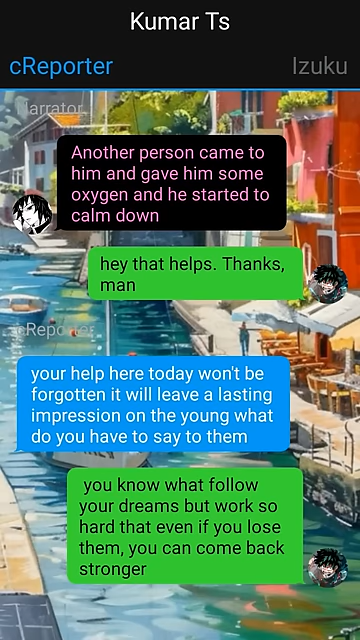 Kumar Ts
cReporter Izuku
Narrator
Another person came to
him and gave him some
oxygen and he started to
calm down
hey that helps. Thanks,
man
cReporter
your help here today won't be
forgotten it will leave a lasting
impression on the young what
do you have to say to them
you know what follow
your dreams but work so
hard that even if you lose
them, you can come back
stronger